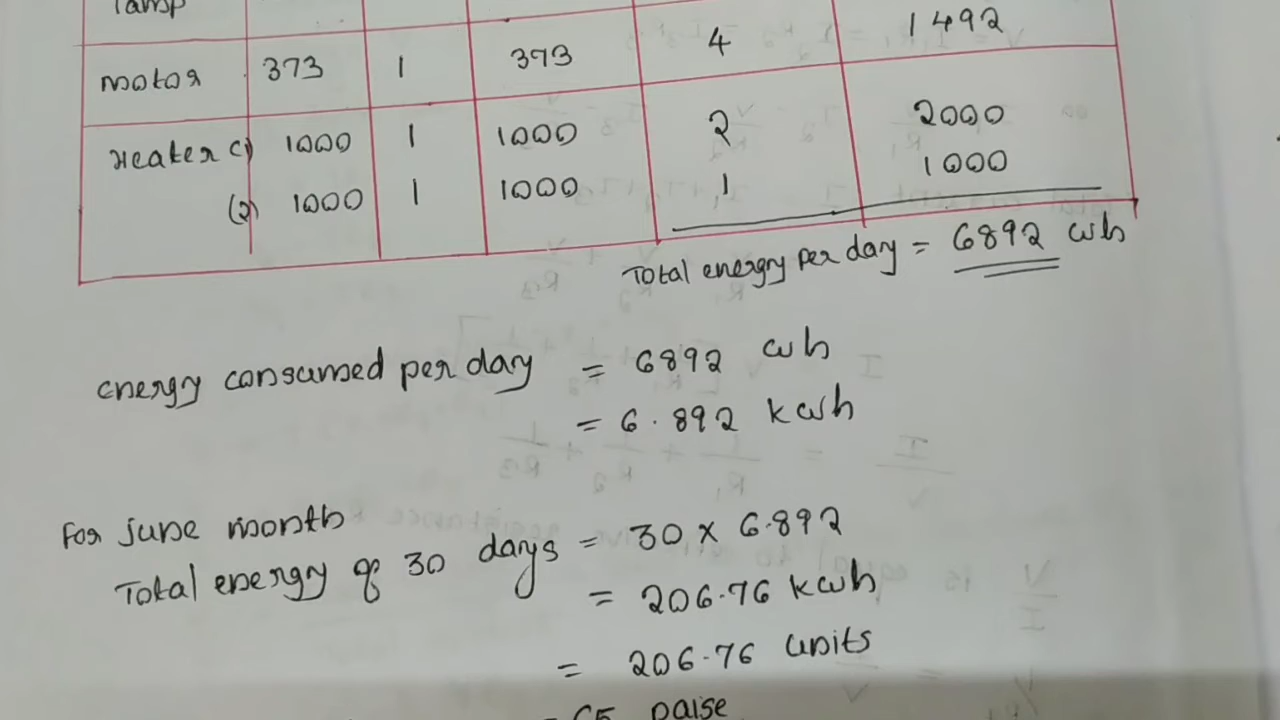 lamp
motor 373 1 373 4 1492
Heater (1) 1000 1 1000 2 2000
(2) 1000 1 1000 1 1000
Total energy per day = 6892 wh
energy consumed per day = 6892 wh
= 6.892 kwh
For june month
Total energy of 30 days = 30 x 6.892
= 206.76 kwh
= 206.76 units
= 65 paise